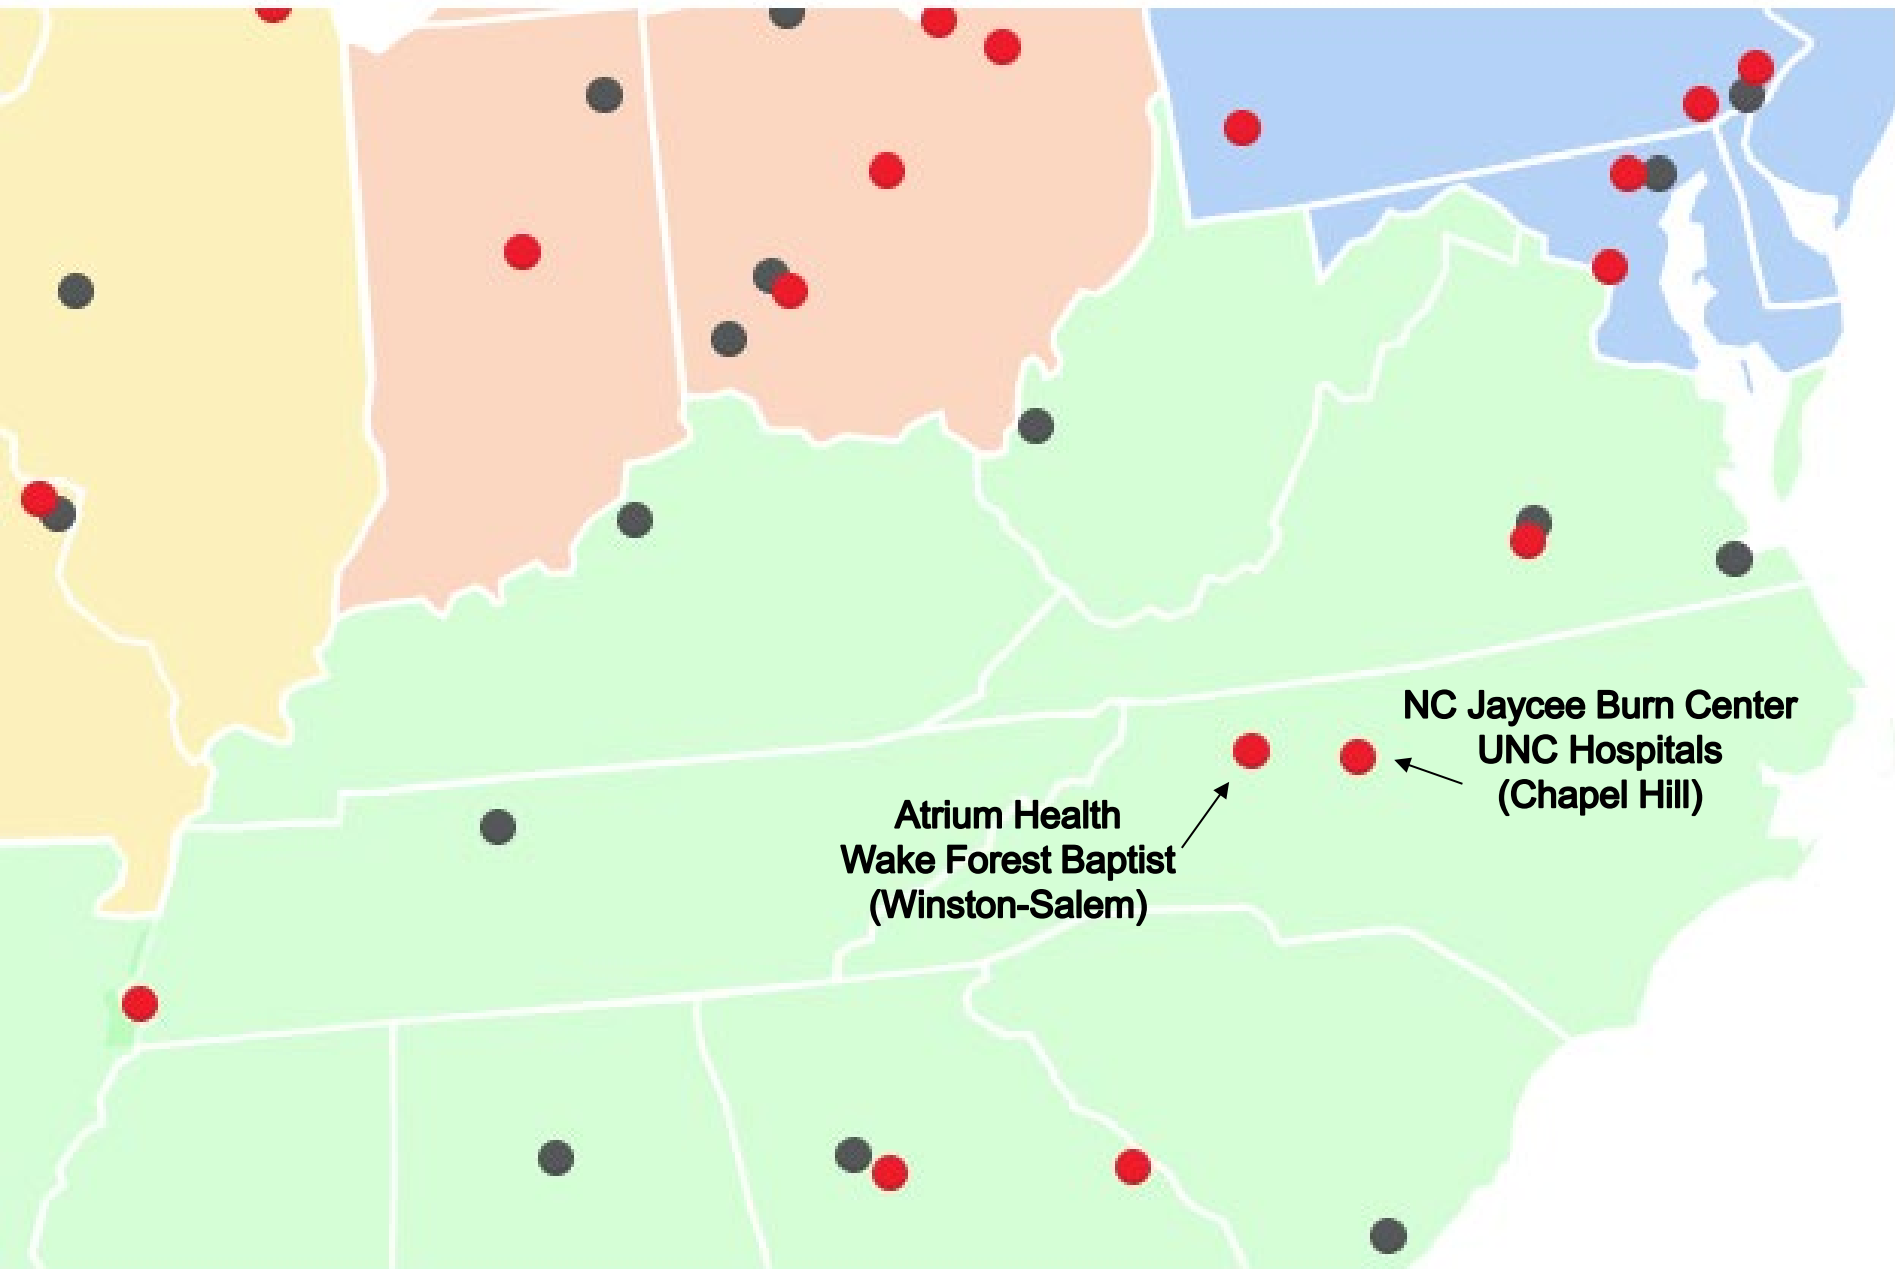 NC Jaycee Burn Center
UNC Hospitals
(Chapel Hill)
Atrium Health
Wake Forest Baptist
(Winston-Salem)